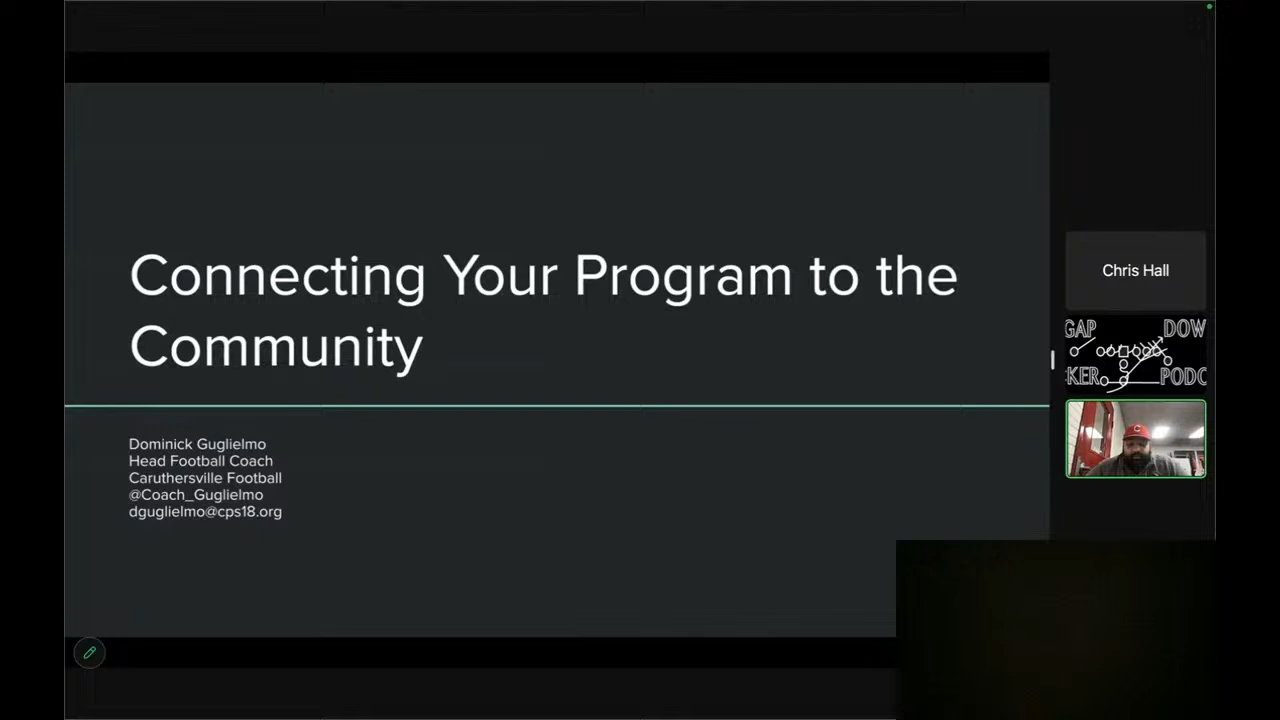 Connecting Your Program to the
Community
Dominick Guglielmo
Head Football Coach
Caruthersville Football
@Coach_Guglielmo
dguglielmo@cps18.org
Chris Hall
GAP DOW
KER PODC
C